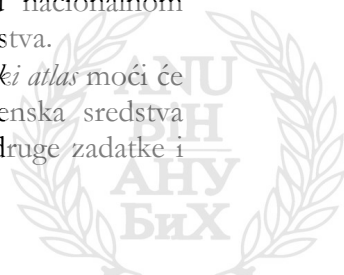 nacionalnom
stva.
ki atlas moći će
enska sredstva
druge zadatke i
ANU
BiH
АНУ
БиХ